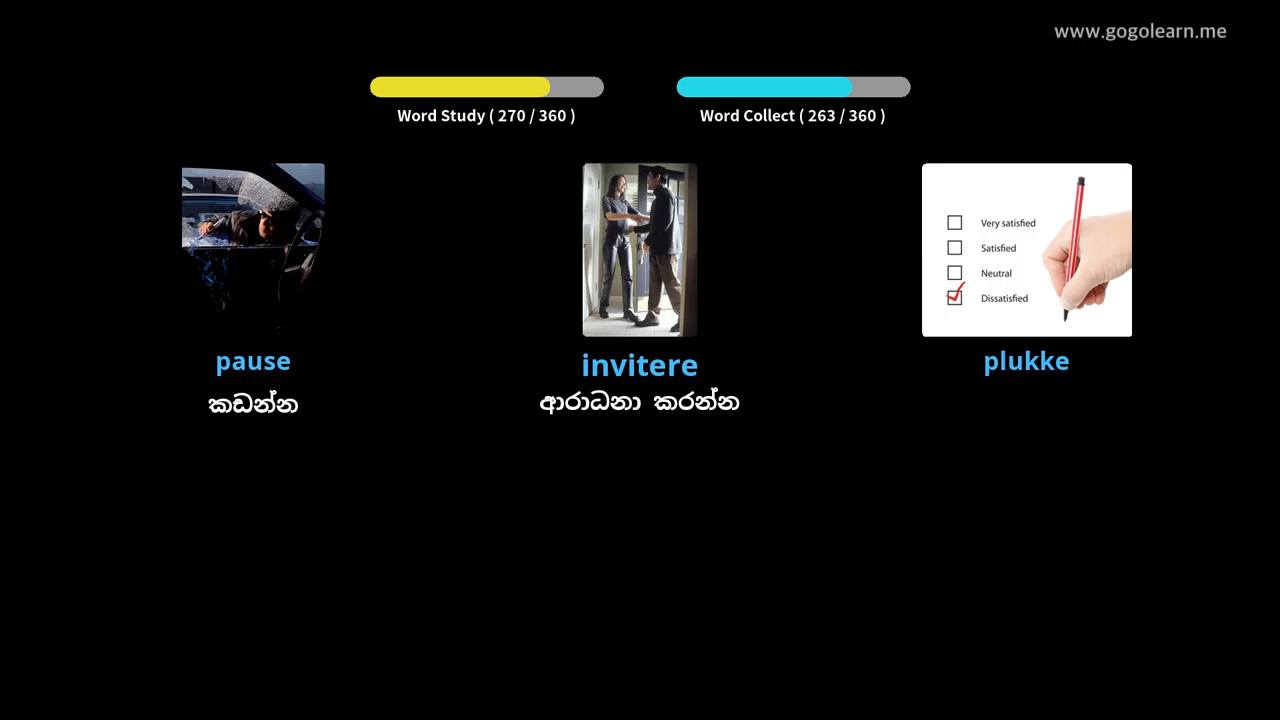 www.gogolearn.me
Word Study ( 270 / 360 )
Word Collect ( 263 / 360 )
Very satisfied
Satisfied
Neutral
Dissatisfied
pause
invitere
plukke
කඩන්න
ආරාධනා කරන්න